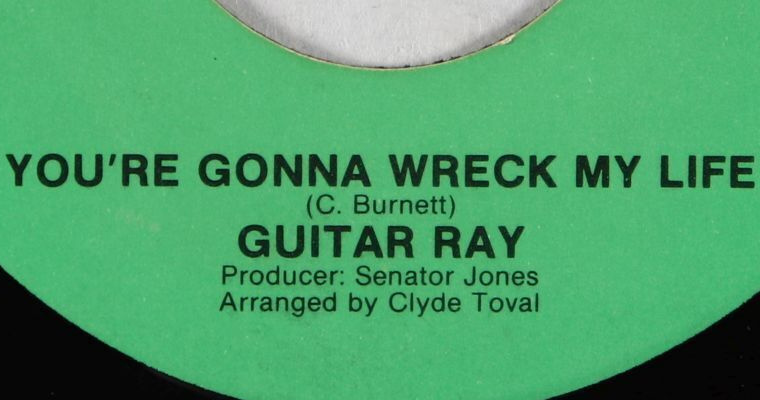 YOU'RE GONNA WRECK MY LIFE
(C. Burnett)
GUITAR RAY
Producer: Senator Jones
Arranged by Clyde Toval